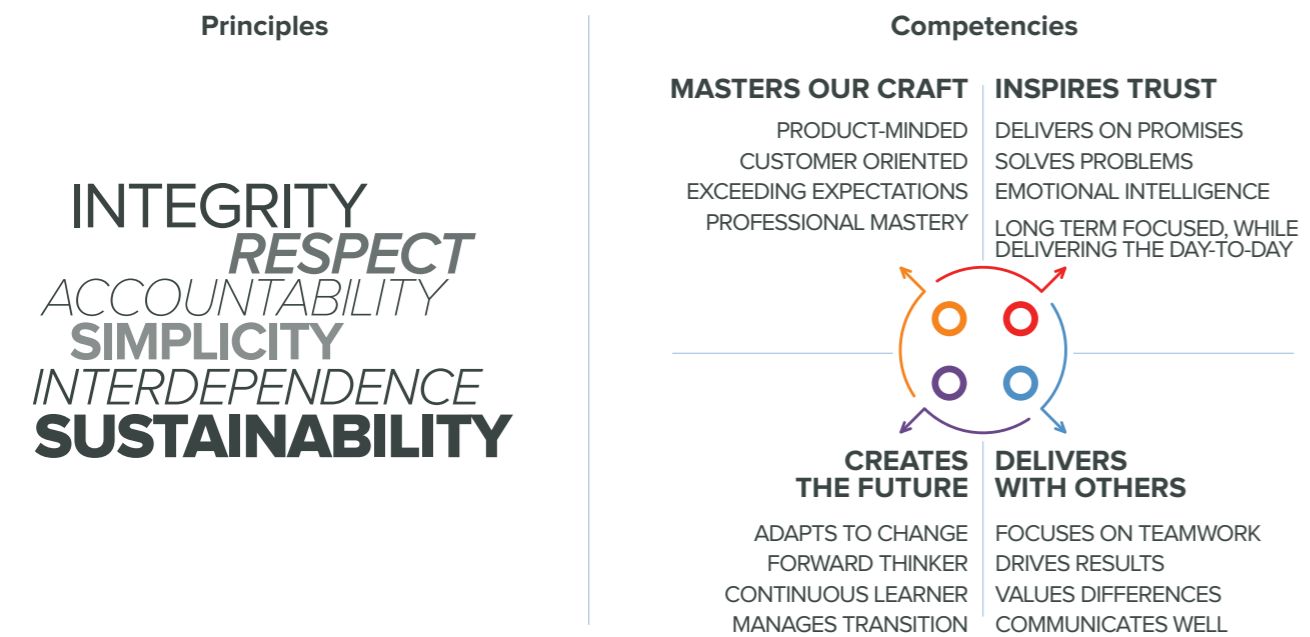 Principles
INTEGRITY
RESPECT
ACCOUNTABILITY
SIMPLICITY
INTERDEPENDENCE
SUSTAINABILITY
Competencies
MASTERS OUR CRAFT
PRODUCT-MINDED
CUSTOMER ORIENTED
EXCEEDING EXPECTATIONS
PROFESSIONAL MASTERY
INSPIRES TRUST
DELIVERS ON PROMISES
SOLVES PROBLEMS
EMOTIONAL INTELLIGENCE
LONG TERM FOCUSED, WHILE
DELIVERING THE DAY-TO-DAY
CREATES
THE FUTURE
ADAPTS TO CHANGE
FORWARD THINKER
CONTINUOUS LEARNER
MANAGES TRANSITION
DELIVERS
WITH OTHERS
FOCUSES ON TEAMWORK
DRIVES RESULTS
VALUES DIFFERENCES
COMMUNICATES WELL